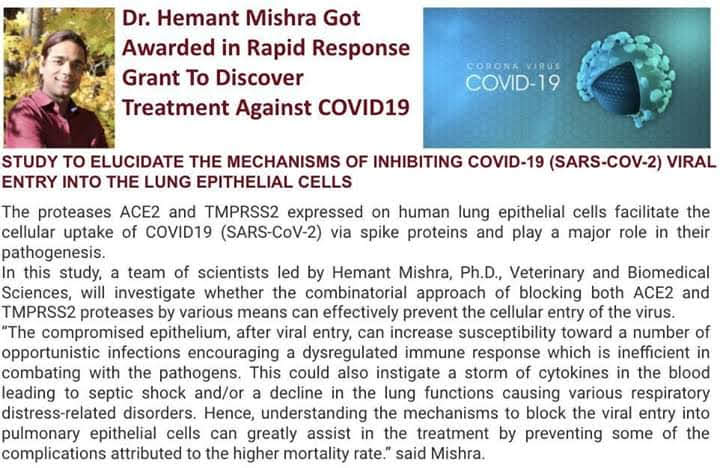 Dr. Hemant Mishra Got
Awarded in Rapid Response
Grant To Discover
Treatment Against COVID19
CORONA VIRUS
COVID-19
STUDY TO ELUCIDATE THE MECHANISMS OF INHIBITING COVID-19 (SARS-COV-2) VIRAL
ENTRY INTO THE LUNG EPITHELIAL CELLS
The proteases ACE2 and TMPRSS2 expressed on human lung epithelial cells facilitate the
cellular uptake of COVID19 (SARS-CoV-2) via spike proteins and play a major role in their
pathogenesis.
In this study, a team of scientists led by Hemant Mishra, Ph.D., Veterinary and Biomedical
Sciences, will investigate whether the combinatorial approach of blocking both ACE2 and
TMPRSS2 proteases by various means can effectively prevent the cellular entry of the virus.
“The compromised epithelium, after viral entry, can increase susceptibility toward a number of
opportunistic infections encouraging a dysregulated immune response which is inefficient in
combating with the pathogens. This could also instigate a storm of cytokines in the blood
leading to septic shock and/or a decline in the lung functions causing various respiratory
distress-related disorders. Hence, understanding the mechanisms to block the viral entry into
pulmonary epithelial cells can greatly assist in the treatment by preventing some of the
complications attributed to the higher mortality rate.” said Mishra.